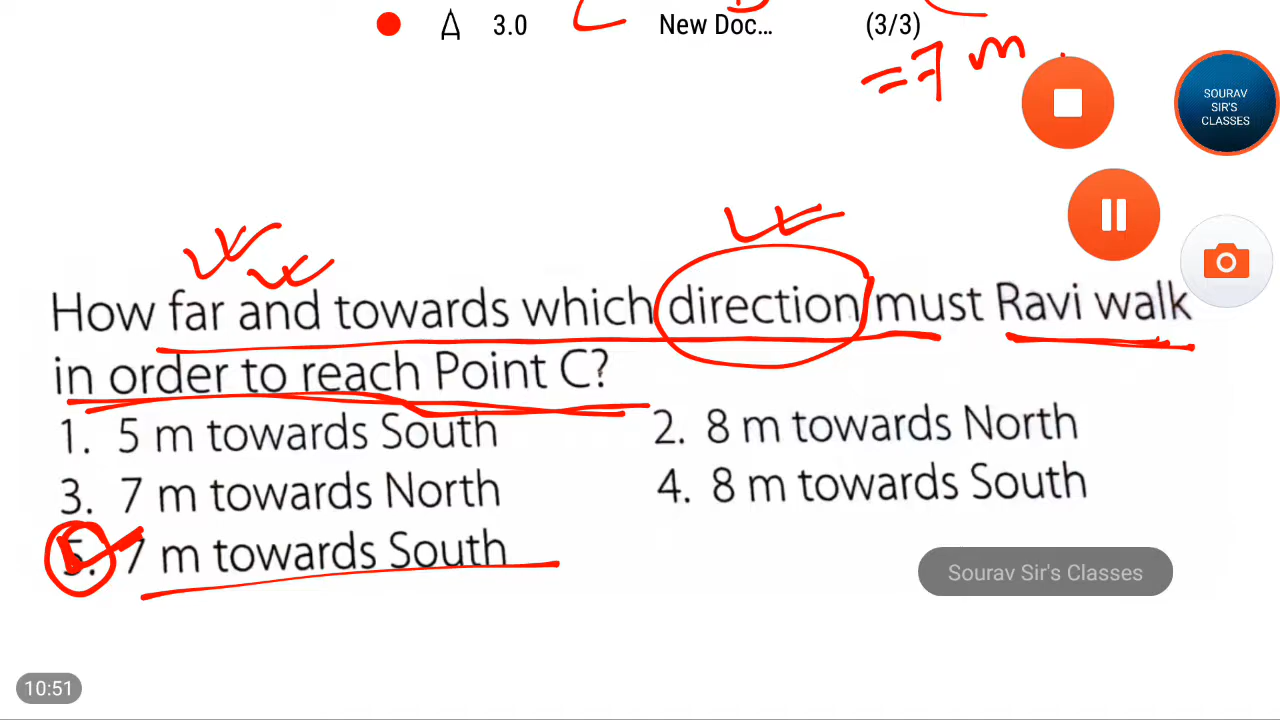 3.0 New Doc... (3/3)
= 7 m
SOURAV
SIR'S
CLASSES
How far and towards which direction must Ravi walk
in order to reach Point C?
1. 5 m towards South 2. 8 m towards North
3. 7 m towards North 4. 8 m towards South
5. 7 m towards South
Sourav Sir's Classes
10:51